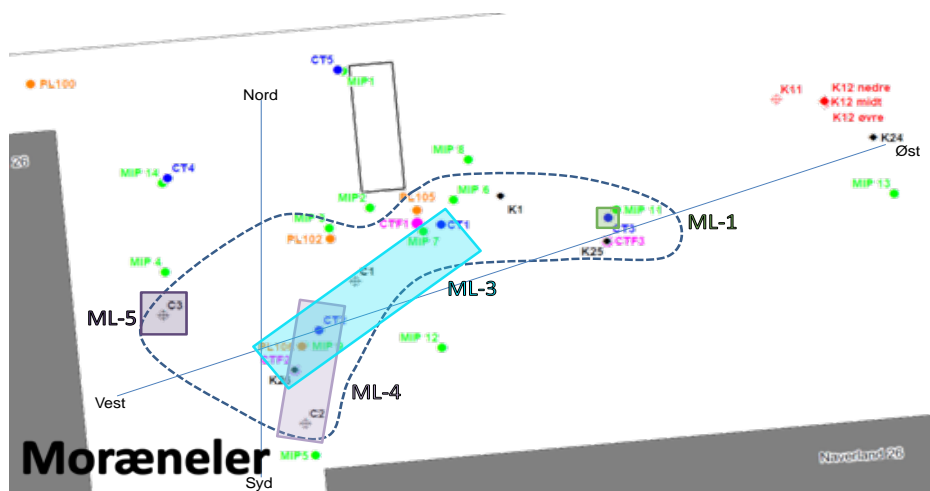 CT5
MIP1
PL100
Nord
K11
K12 nedre
K12 midt
K12 øvre
K24
Øst
26
MIP 14
CT4
MIP 8
MIP 13
MIP2
PL105
MIP 6
K1
MIP 11
CTF1
CT1
CT3
ML-1
MIP 3
PL102
MIP 7
CTF3
K25
MIP 4
C1
ML-3
C3
ML-5
CT2
MIP 12
CTF2
ML-4
Vest
C2
Moræneler
MIP5
Syd
Naverland 26